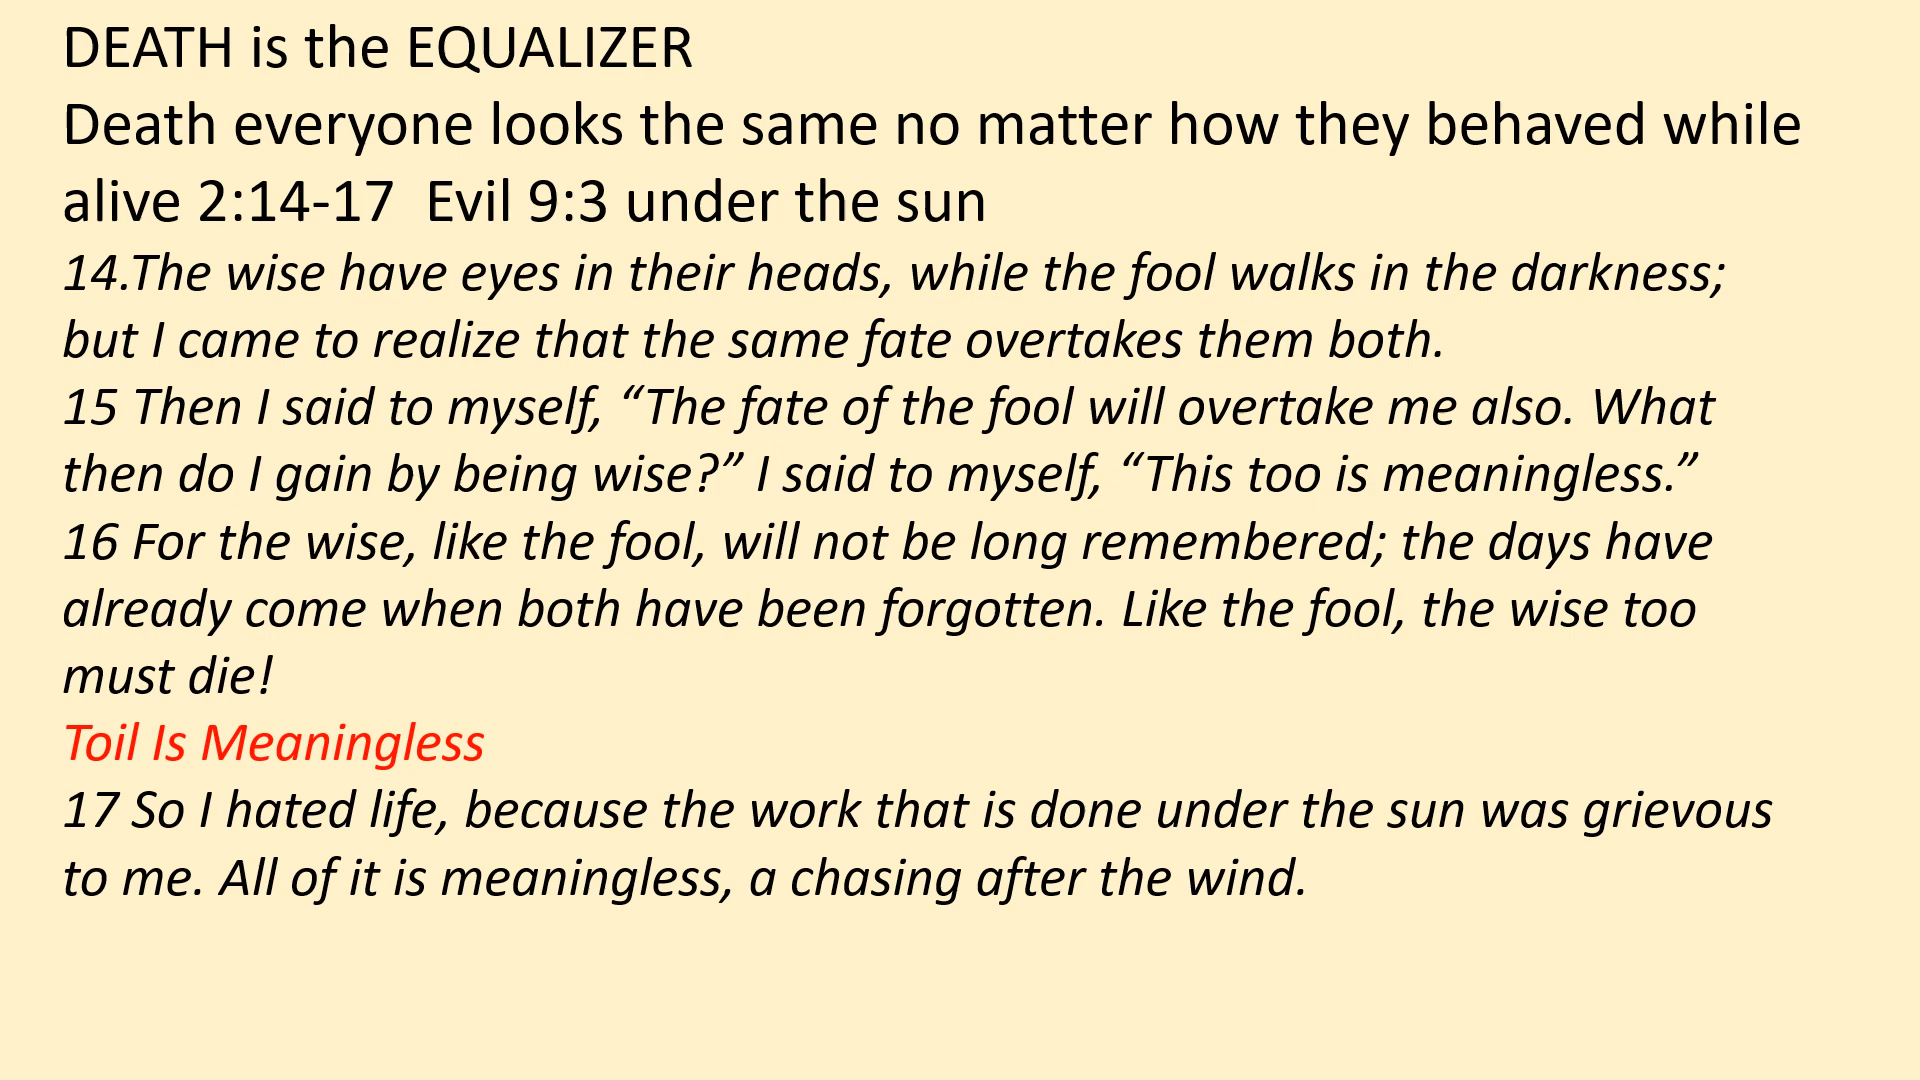 DEATH is the EQUALIZER
Death everyone looks the same no matter how they behaved while
alive 2:14-17  Evil 9:3 under the sun
14.The wise have eyes in their heads, while the fool walks in the darkness;
but I came to realize that the same fate overtakes them both.
15 Then I said to myself, “The fate of the fool will overtake me also. What
then do I gain by being wise?” I said to myself, “This too is meaningless.”
16 For the wise, like the fool, will not be long remembered; the days have
already come when both have been forgotten. Like the fool, the wise too
must die!
Toil Is Meaningless
17 So I hated life, because the work that is done under the sun was grievous
to me. All of it is meaningless, a chasing after the wind.